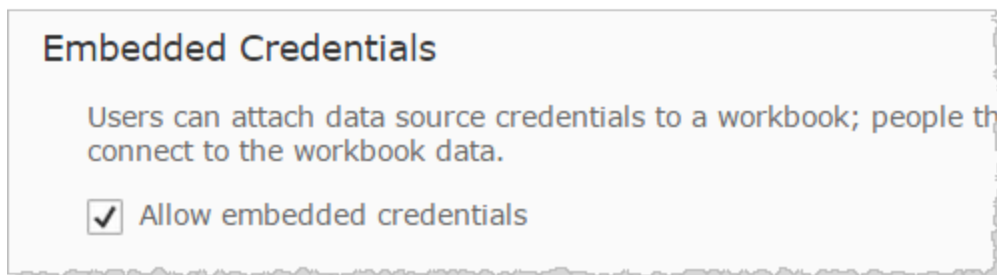 Embedded Credentials
Users can attach data source credentials to a workbook; people
connect to the workbook data.
Allow embedded credentials